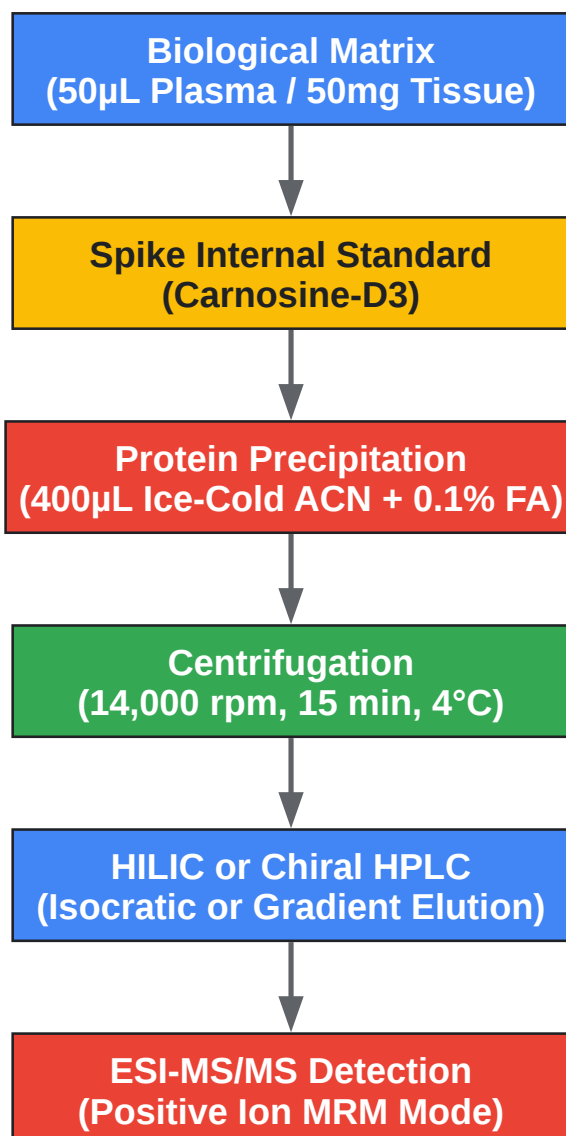 Biological Matrix
(50µL Plasma / 50mg Tissue)
Spike Internal Standard
(Carnosine-D3)
Protein Precipitation
(400µL Ice-Cold ACN + 0.1% FA)
Centrifugation
(14,000 rpm, 15 min, 4°C)
HILIC or Chiral HPLC
(Isocratic or Gradient Elution)
ESI-MS/MS Detection
(Positive Ion MRM Mode)